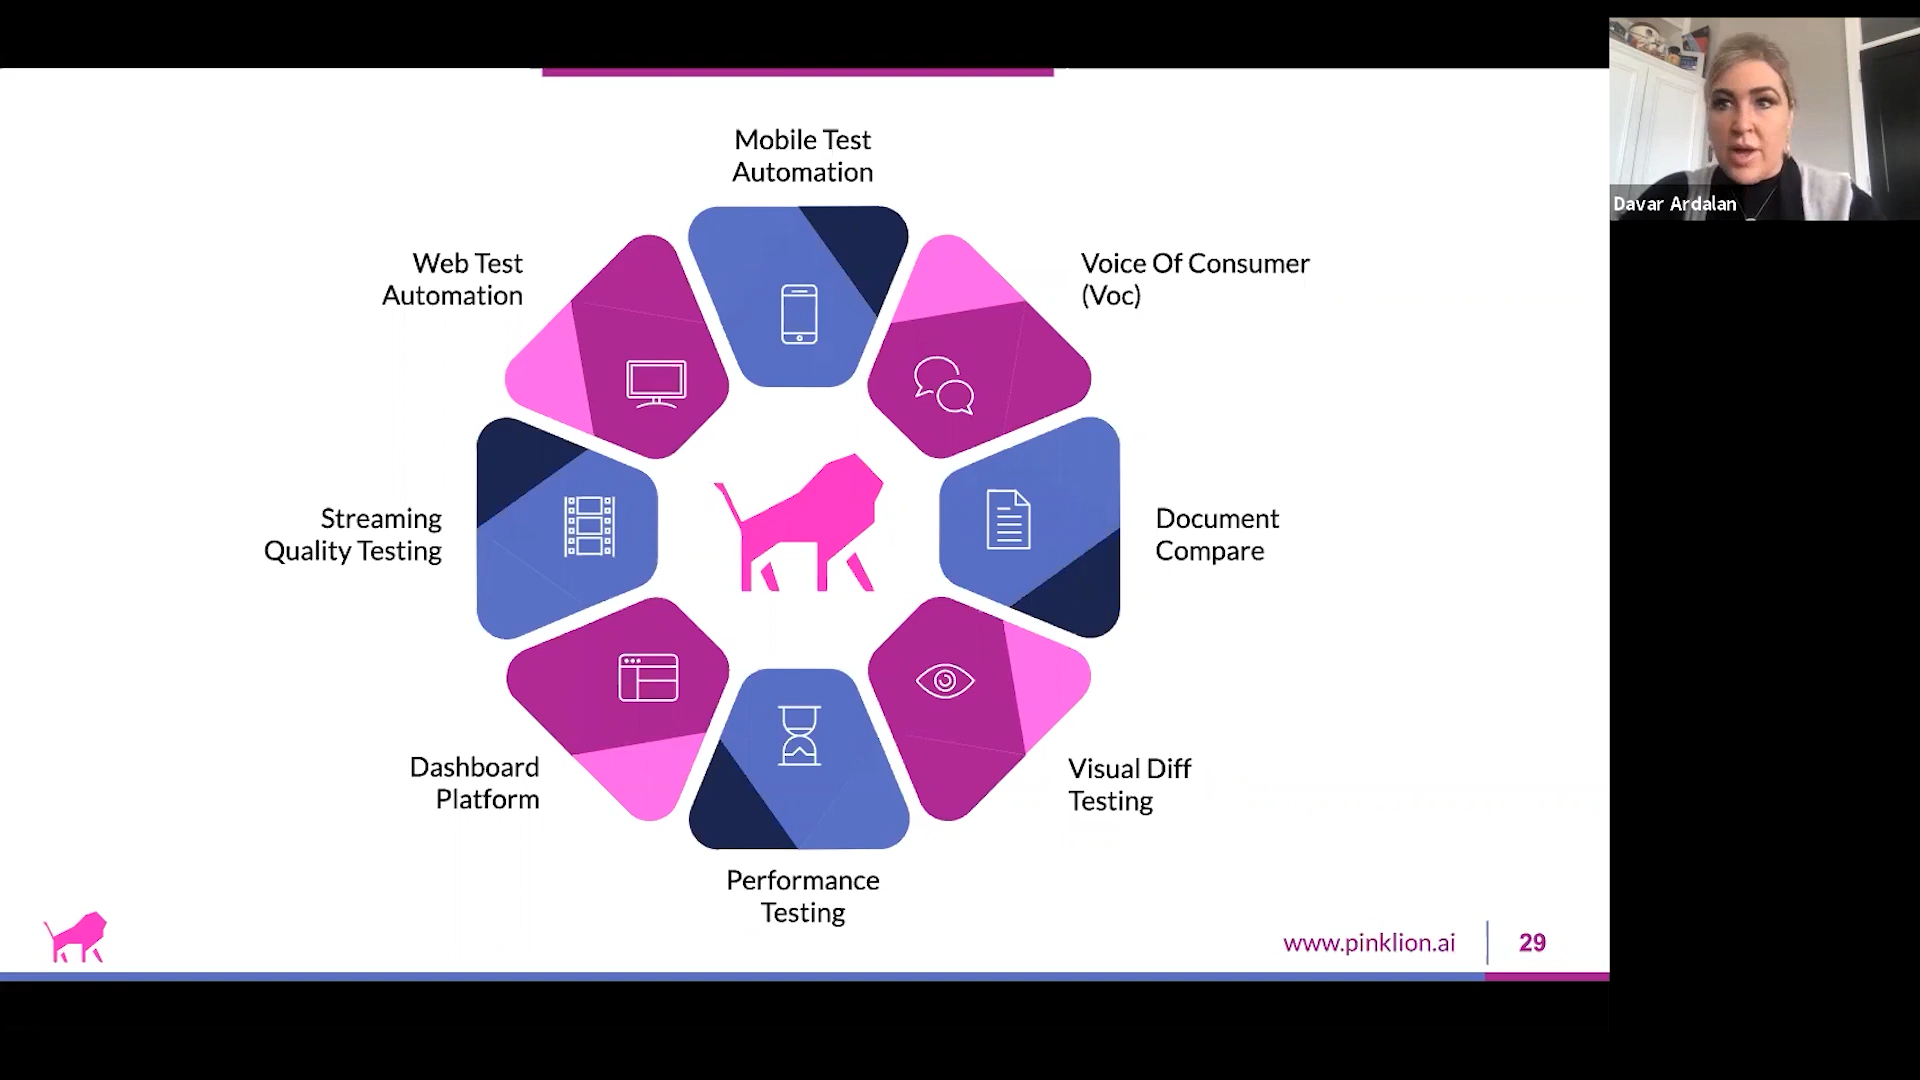 Mobile Test
Automation
Web Test
Automation
Voice Of Consumer
(Voc)
Streaming
Quality Testing
Document
Compare
Dashboard
Platform
Visual Diff
Testing
Performance
Testing
www.pinklion.ai
29
Davar Ardalan